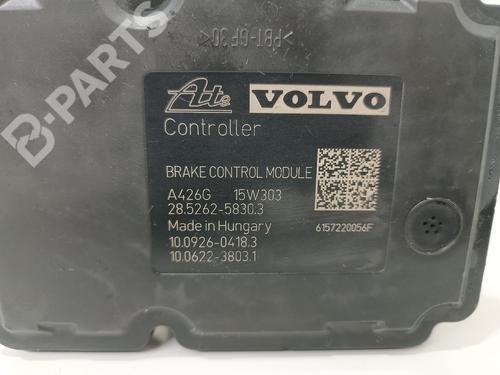 >PBT-GF30<
B-PARTS
Ate VOLVO
Controller
BRAKE CONTROL MODULE
A426G 15W303
28.5262-5830.3
Made in Hungary 6157220056F
10.0926-0418.3
10.0622-3803.1
B-PARTS